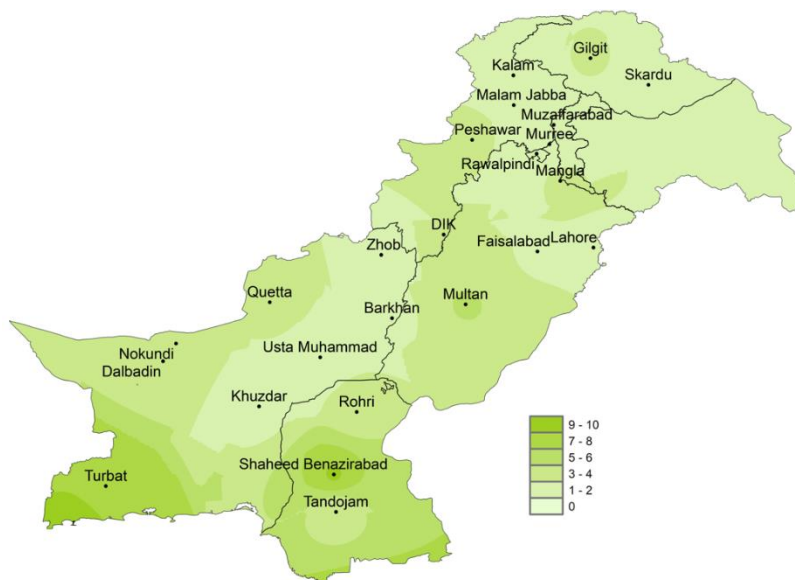 Gilgit
Kalam
Skardu
Malam Jabba
Muzaffarabad
Peshawar
Murree
Rawalpindi
Mangla
DIK
Zhob
Faisalabad
Lahore
Quetta
Multan
Barkhan
Nokundi
Usta Muhammad
Dalbadin
Khuzdar
Rohri
9 - 10
7 - 8
5 - 6
3 - 4
1 - 2
0
Shaheed Benazirabad
Turbat
Tandojam